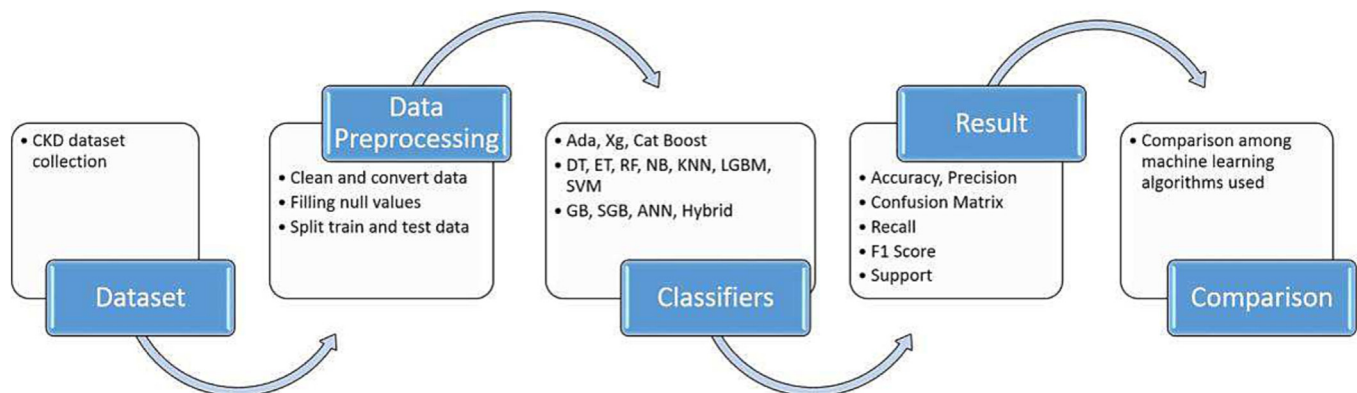 • CKD dataset
collection
Dataset
Data
Preprocessing
• Clean and convert data
• Filling null values
• Split train and test data
• Ada, Xg, Cat Boost
• DT, ET, RF, NB, KNN, LGBM,
SVM
• GB, SGB, ANN, Hybrid
Classifiers
Result
• Accuracy, Precision
• Confusion Matrix
• Recall
• F1 Score
• Support
• Comparison among
machine learning
algorithms used
Comparison